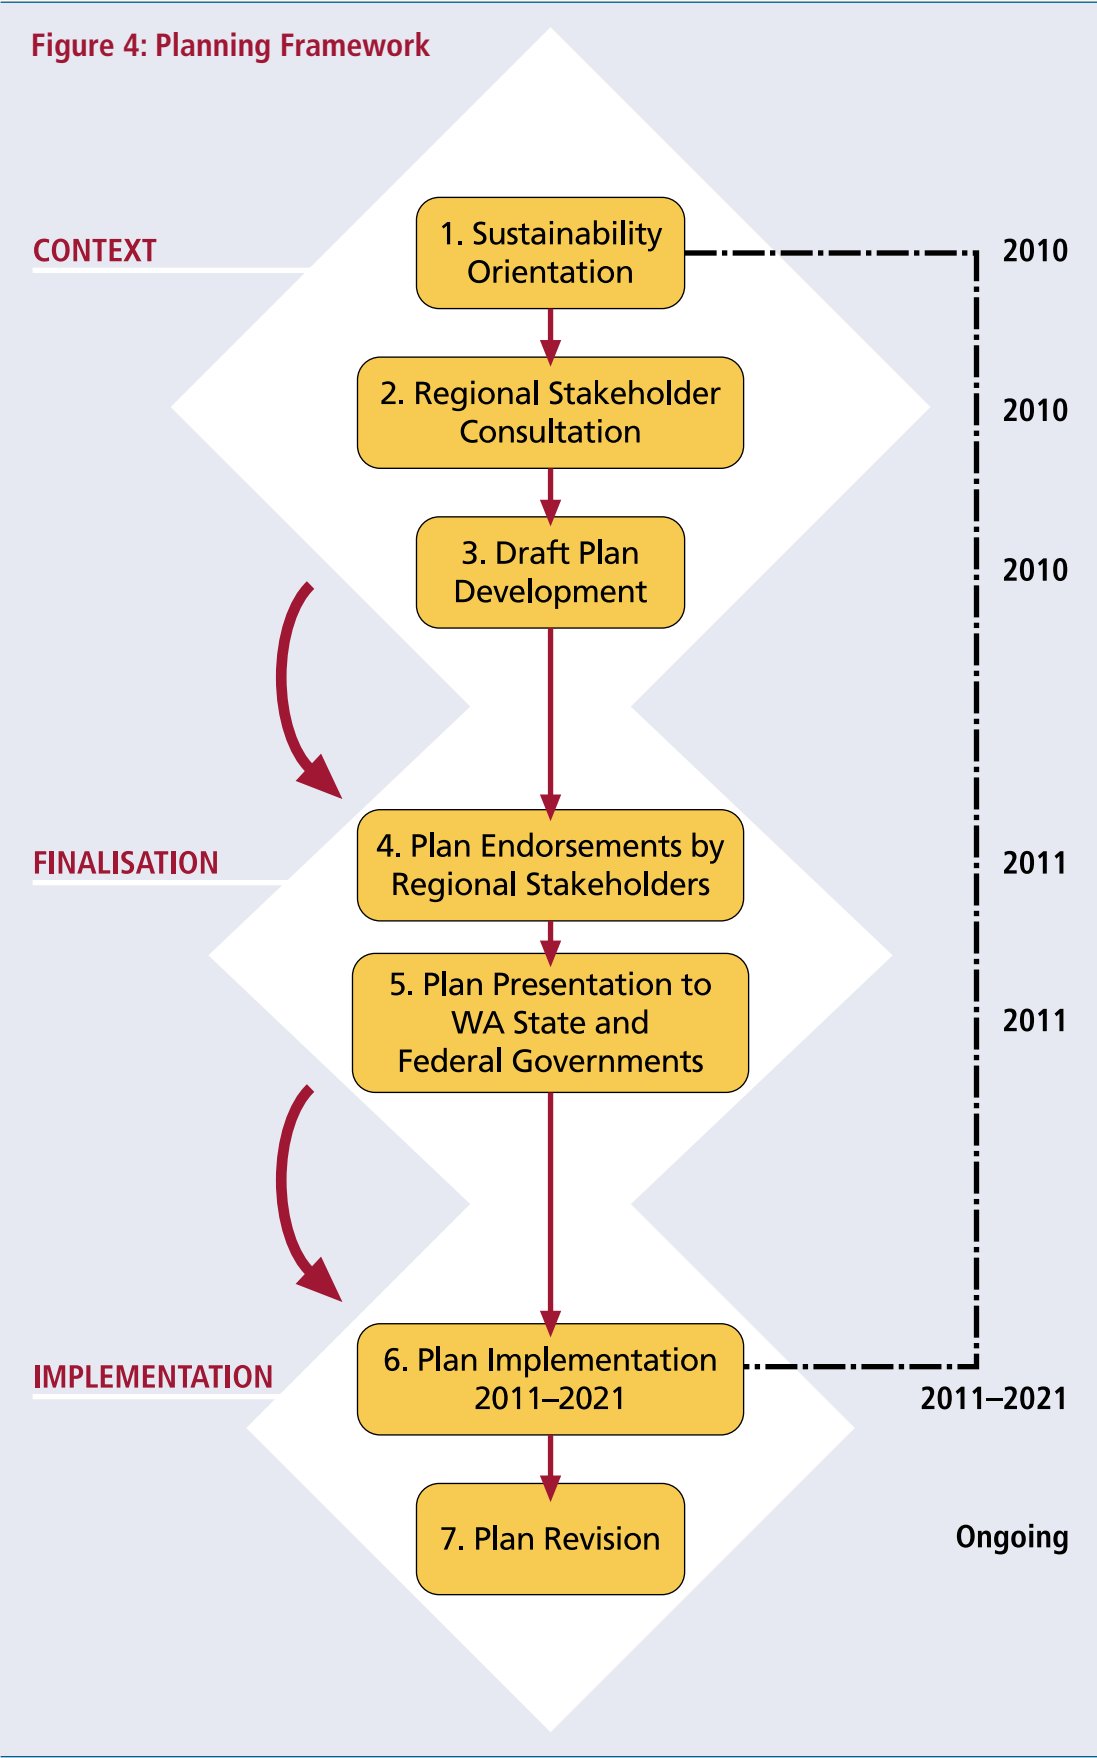 Figure 4: Planning Framework
CONTEXT
1. Sustainability
Orientation
2010
2. Regional Stakeholder
Consultation
2010
3. Draft Plan
Development
2010
FINALISATION
4. Plan Endorsements by
Regional Stakeholders
2011
5. Plan Presentation to
WA State and
Federal Governments
2011
IMPLEMENTATION
6. Plan Implementation
2011–2021
2011–2021
7. Plan Revision
Ongoing